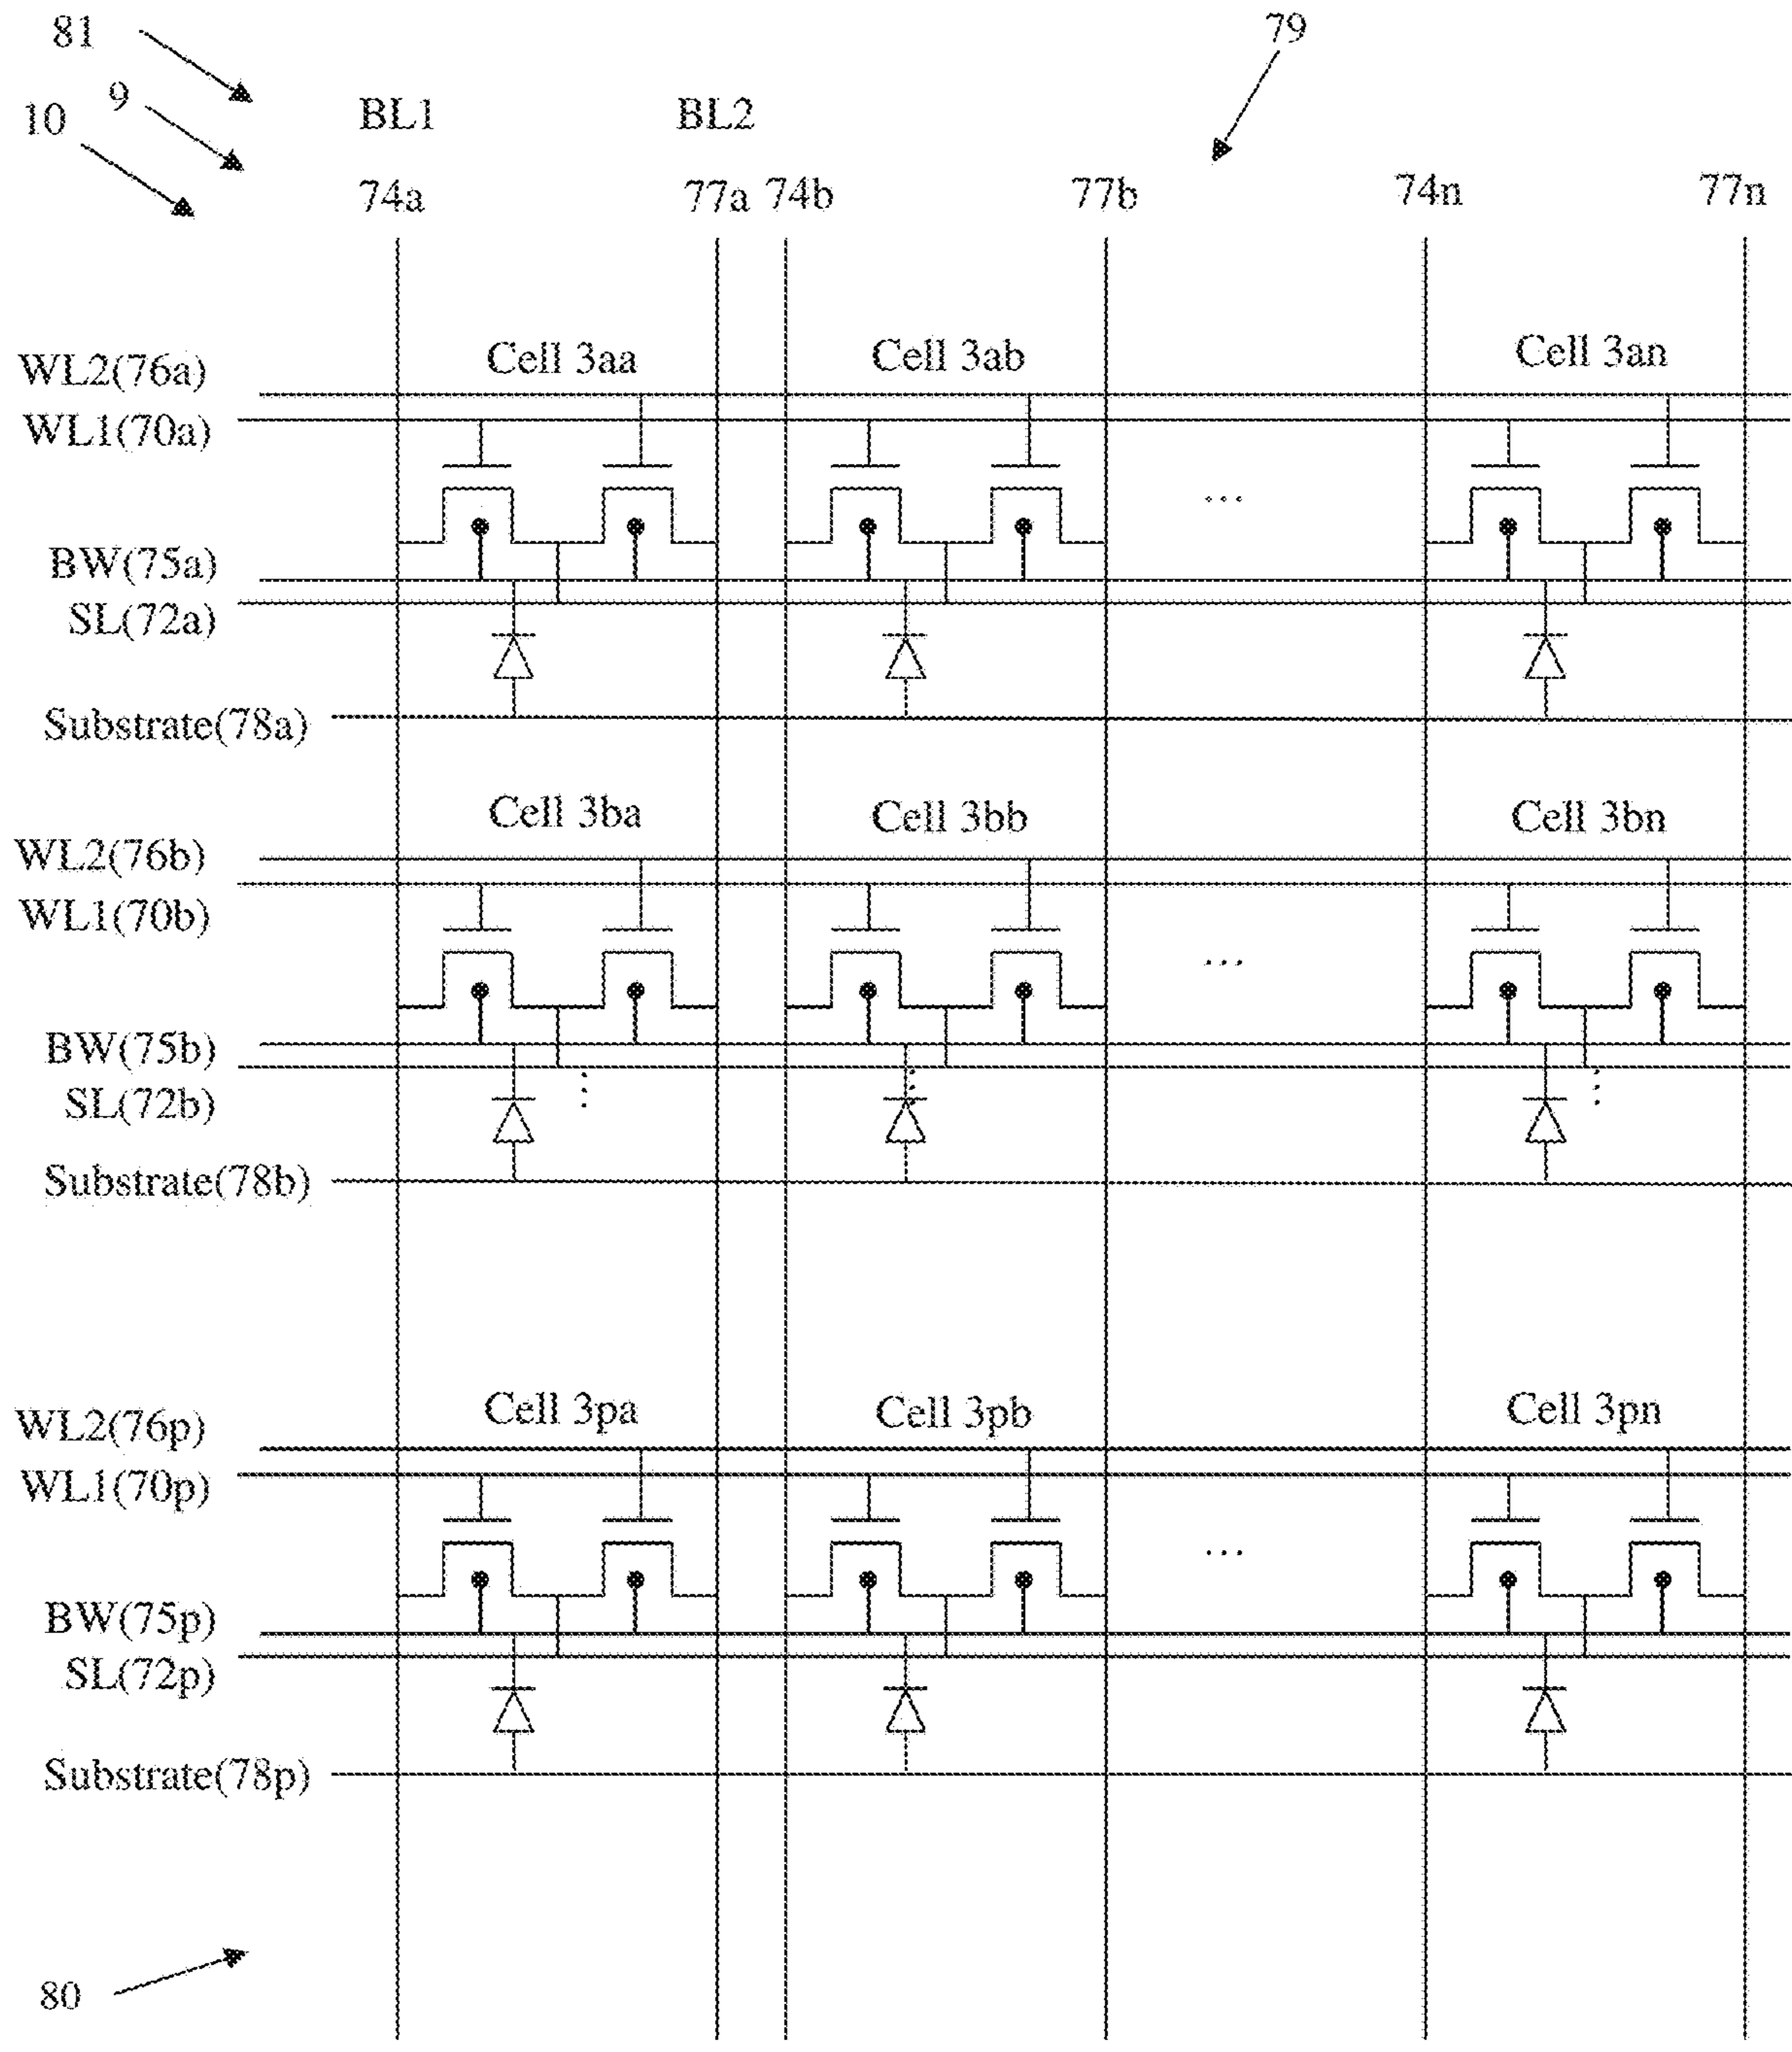 81
79
9
10
BL1 BL2
74a 77a 74b 77b 74n 77n
Cell 3aa Cell 3ab Cell 3an
WL2(76a)
WL1(70a)
...
BW(75a)
SL(72a)
Substrate(78a)
Cell 3ba Cell 3bb Cell 3bn
WL2(76b)
WL1(70b)
...
BW(75b)
SL(72b)
Substrate(78b)
Cell 3pa Cell 3pb Cell 3pn
WL2(76p)
WL1(70p)
...
BW(75p)
SL(72p)
Substrate(78p)
80